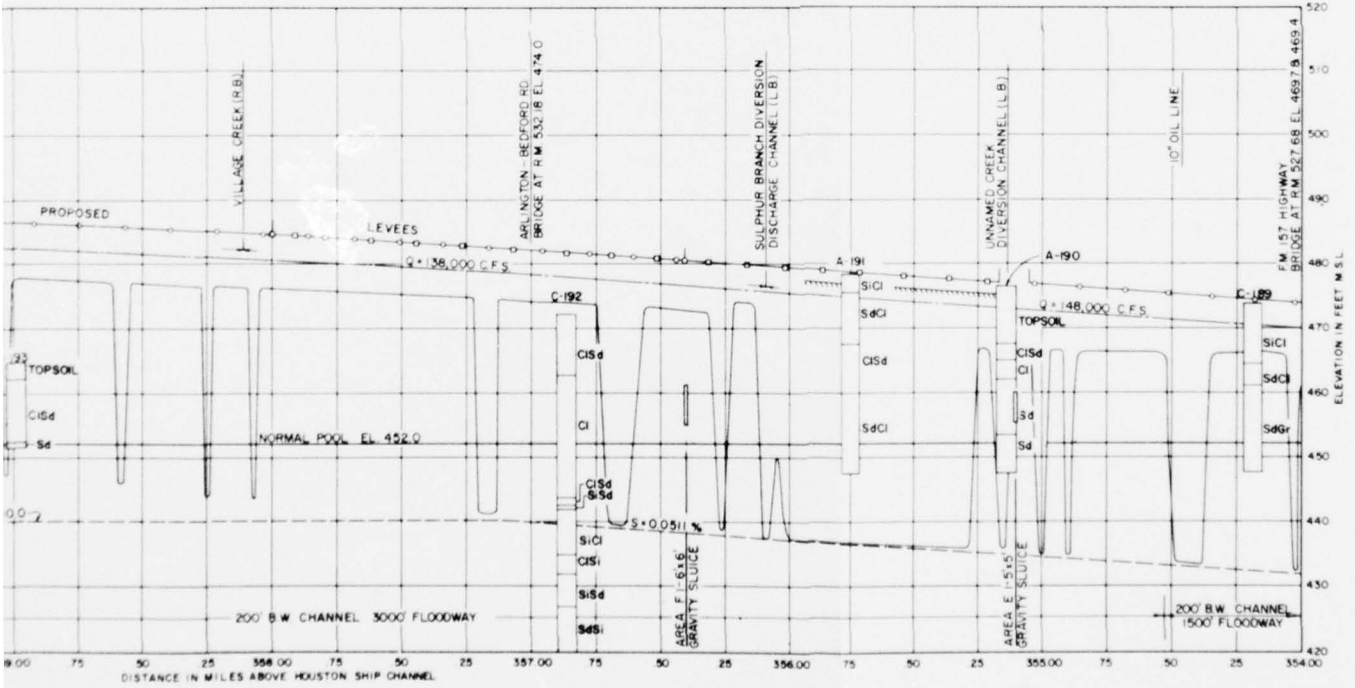 520
510
500
490
480
470
460
450
440
430
420
ELEVATION IN FEET M.S.L.
VILLAGE CREEK (R.B.)
ARLINGTON - BEDFORD RD
BRIDGE AT R M 532.18 EL 474.0
SULPHUR BRANCH DIVERSION
DISCHARGE CHANNEL (L.B.)
UNNAMED CREEK
DIVERSION CHANNEL (L.B.)
10" OIL LINE
FM 157 HIGHWAY
BRIDGE AT RM 527.68 EL 469.7 & 469.4
PROPOSED
LEVEES
Q = 138,000 C.F.S.
Q = 148,000 C.F.S.
193
TOPSOIL
ClSd
Sd
C-192
ClSd
Cl
ClSd
SiSd
SiCl
ClSi
SiSd
SdSi
A-191
SiCl
SdCl
ClSd
SdCl
A-190
TOPSOIL
ClSd
Cl
Sd
Sd
C-189
SiCl
SdCl
SdGr
NORMAL POOL EL. 452.0
S = 0.0511 %
AREA F 1-6'x6'
GRAVITY SLUICE
AREA E 1-5'x5'
GRAVITY SLUICE
200' B.W. CHANNEL 3000' FLOODWAY
200' B.W. CHANNEL
1500' FLOODWAY
9.00 75 50 25 358.00 75 50 25 357.00 75 50 25 356.00 75 50 25 355.00 75 50 25 354.00
DISTANCE IN MILES ABOVE HOUSTON SHIP CHANNEL